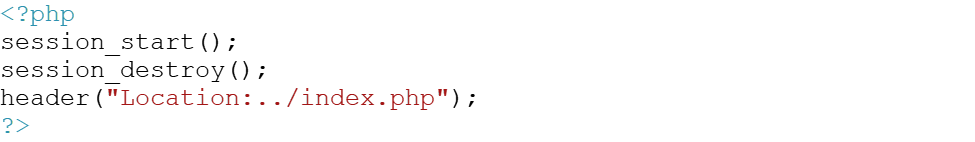 <?php
session_start();
session_destroy();
header("Location:../index.php");
?>